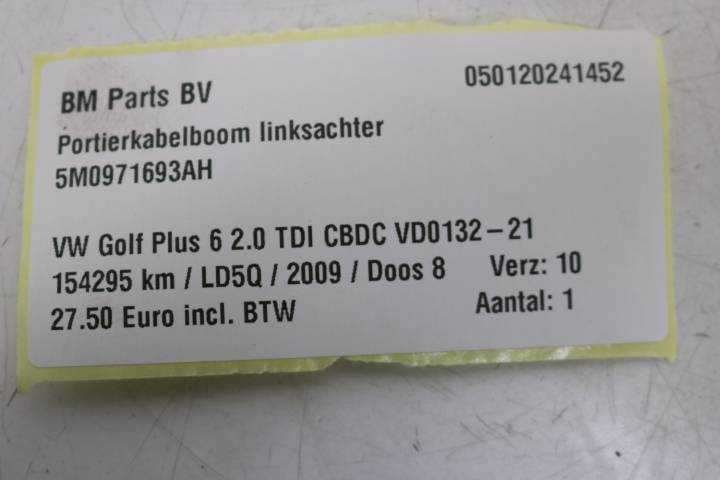 BM Parts BV 050120241452
Portierkabelboom linksachter
5M0971693AH
VW Golf Plus 6 2.0 TDI CBDC VD0132-21
154295 km / LD5Q / 2009 / Doos 8 Verz: 10
27.50 Euro incl. BTW Aantal: 1